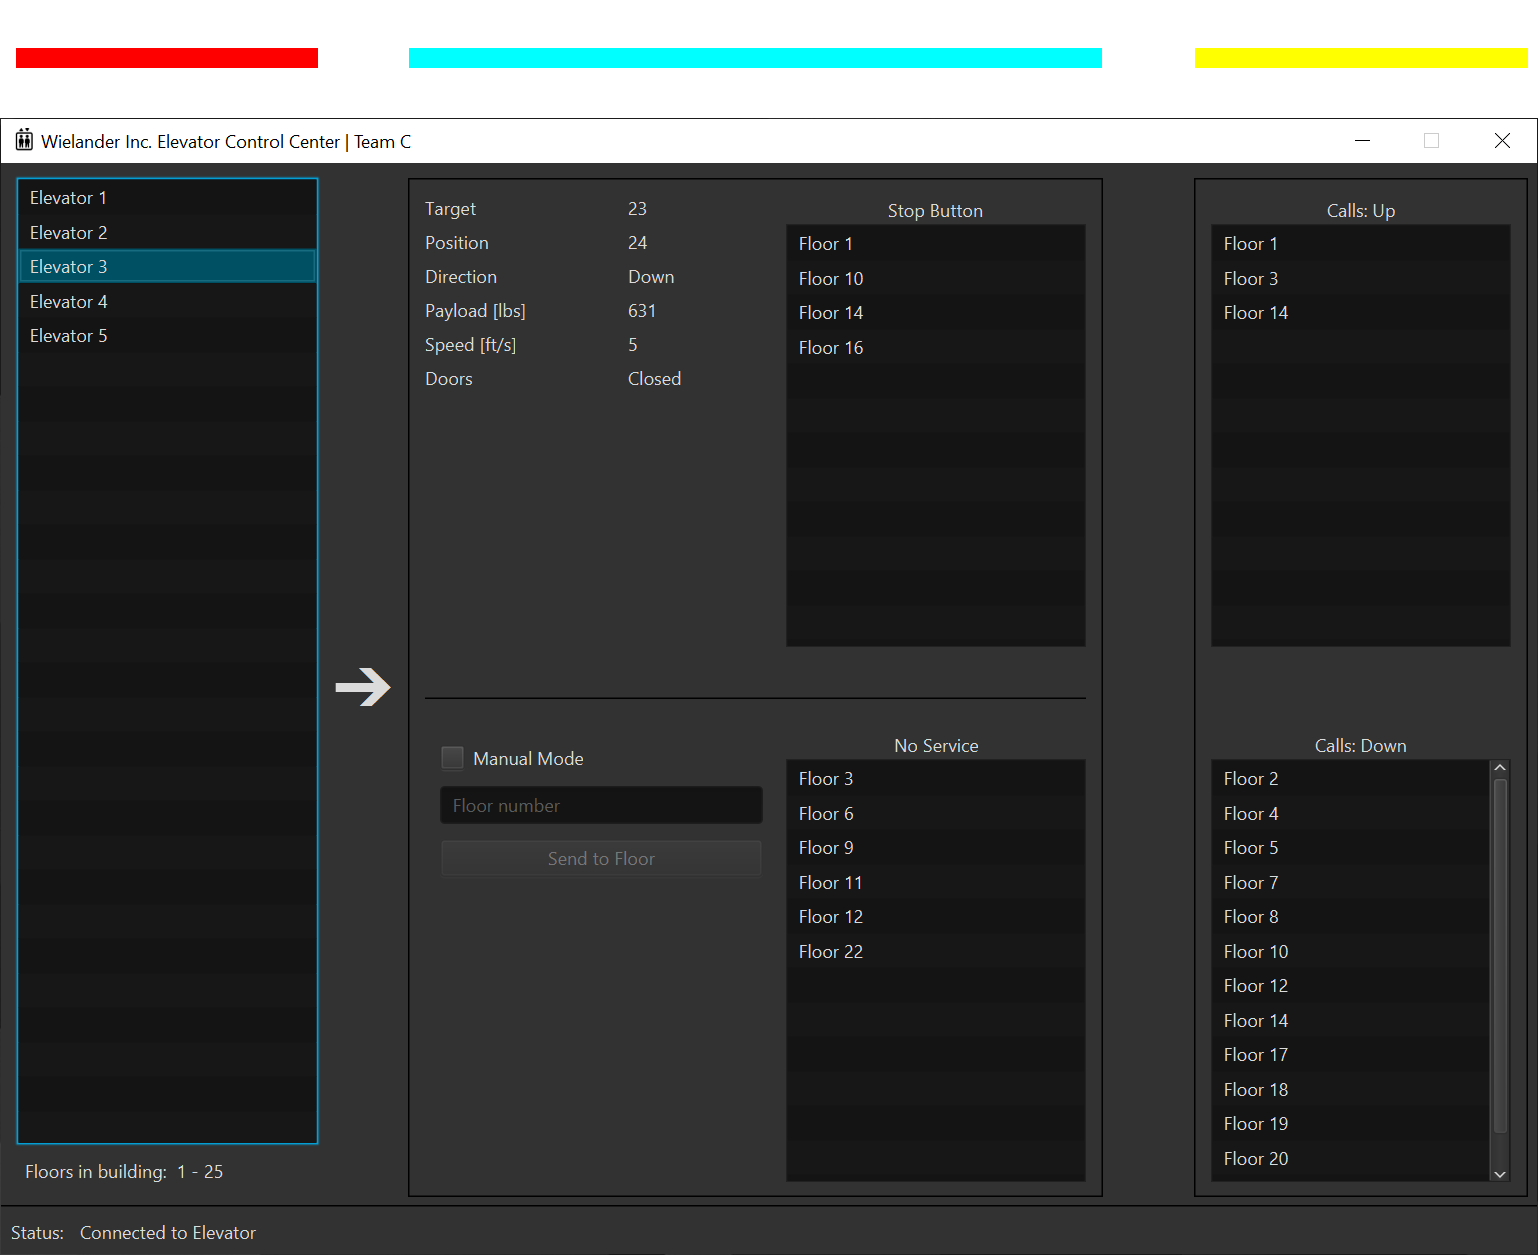 Wielander Inc. Elevator Control Center | Team C
Elevator 1
Elevator 2
Elevator 3
Elevator 4
Elevator 5
Floors in building: 1 - 25
Target 23
Position 24
Direction Down
Payload [lbs] 631
Speed [ft/s] 5
Doors Closed
Stop Button
Floor 1
Floor 10
Floor 14
Floor 16
Manual Mode
Floor number
Send to Floor
No Service
Floor 3
Floor 6
Floor 9
Floor 11
Floor 12
Floor 22
Calls: Up
Floor 1
Floor 3
Floor 14
Calls: Down
Floor 2
Floor 4
Floor 5
Floor 7
Floor 8
Floor 10
Floor 12
Floor 14
Floor 17
Floor 18
Floor 19
Floor 20
Status: Connected to Elevator